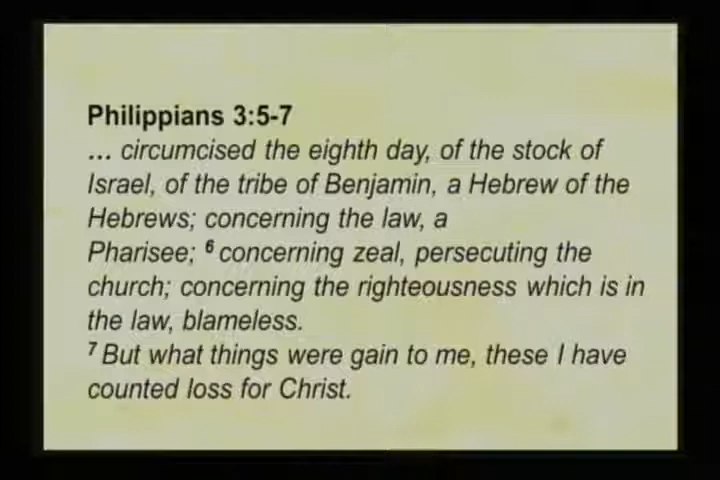 Philippians 3:5-7
... circumcised the eighth day, of the stock of
Israel, of the tribe of Benjamin, a Hebrew of the
Hebrews; concerning the law, a
Pharisee; 6 concerning zeal, persecuting the
church; concerning the righteousness which is in
the law, blameless.
7 But what things were gain to me, these I have
counted loss for Christ.